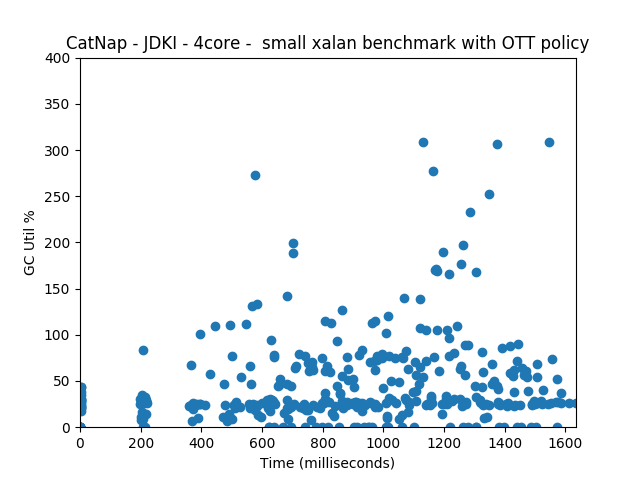 CatNap - JDKI - 4core -  small xalan benchmark with OTT policy
400
350
300
250
200
150
100
50
0
GC Util %
0 200 400 600 800 1000 1200 1400 1600
Time (milliseconds)